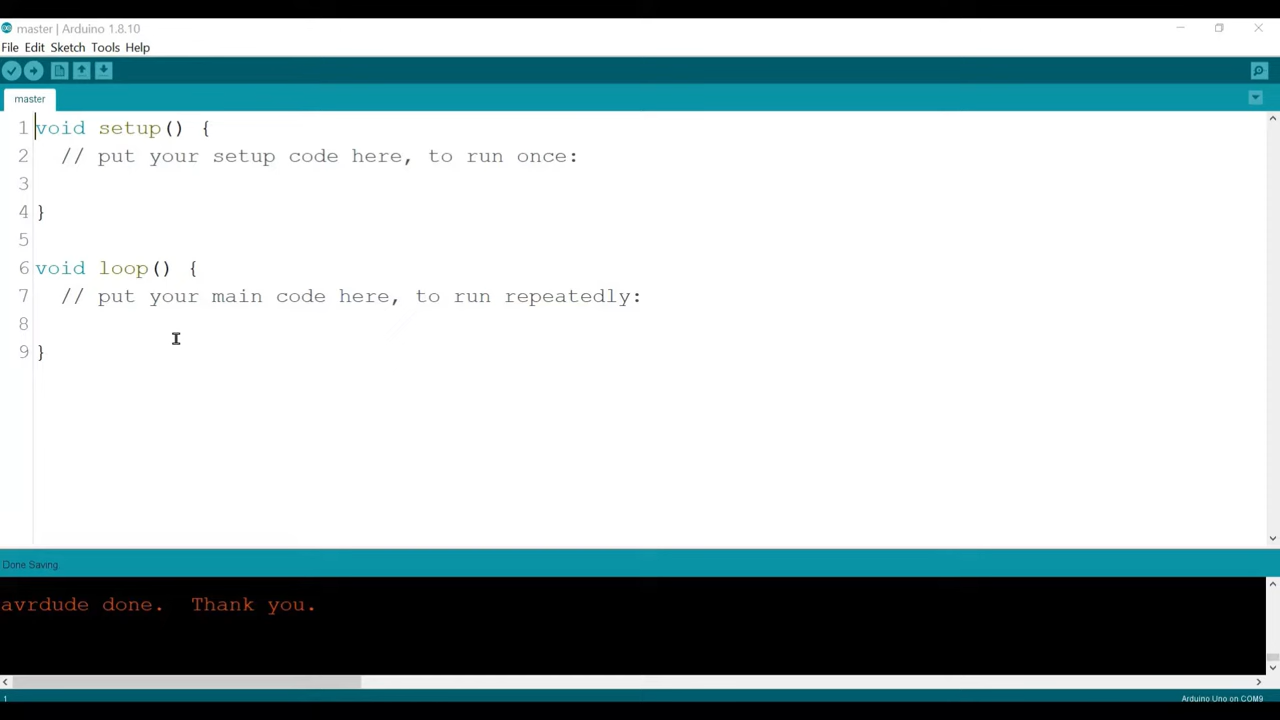 master | Arduino 1.8.10
File Edit Sketch Tools Help
master
1 void setup() {
2   // put your setup code here, to run once:
3
4 }
5
6 void loop() {
7   // put your main code here, to run repeatedly:
8
9 }
Done Saving.
avrdude done.  Thank you.
1 Arduino Uno on COM9